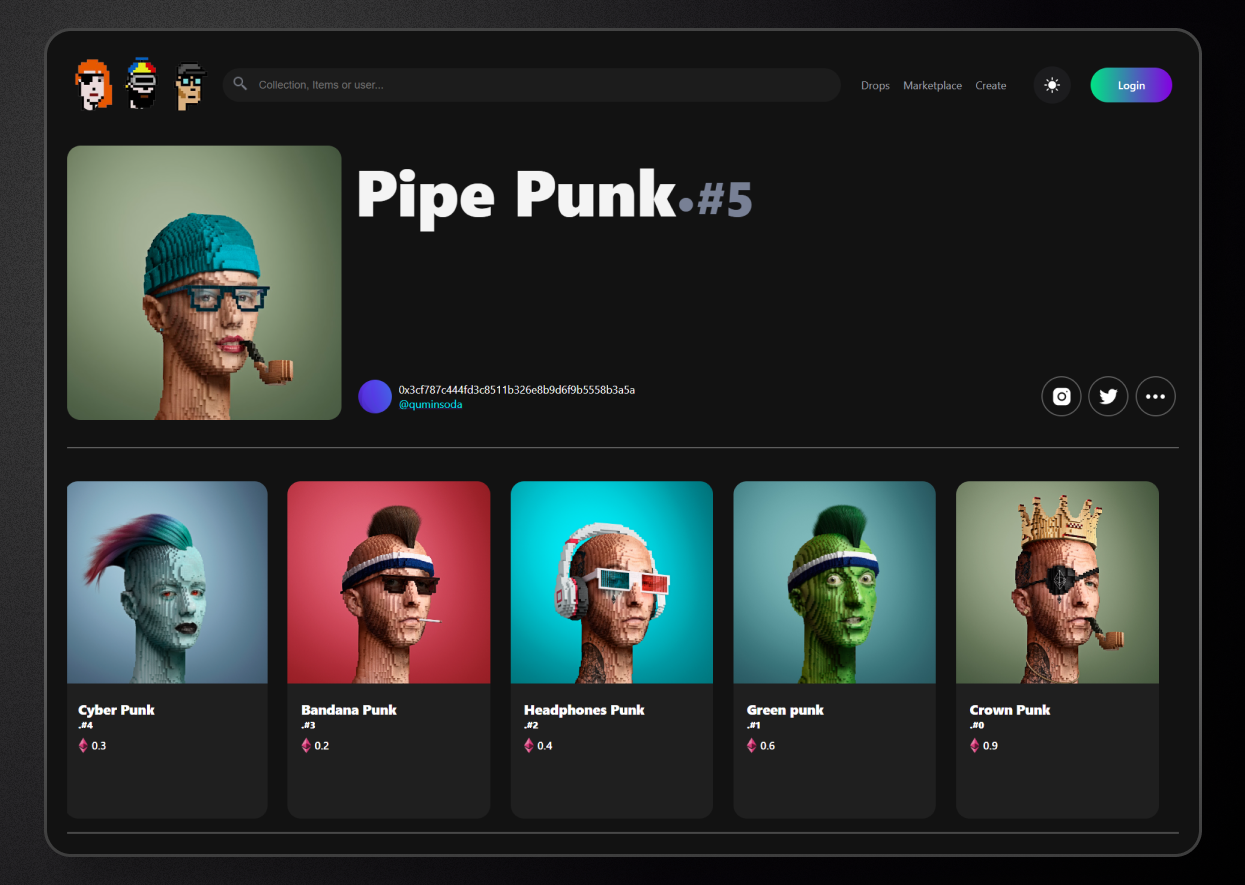 Collection, Items or user...
Drops Marketplace Create
Login
Pipe Punk•#5
0x3cf787c444fd3c8511b326e8b9d6f9b5558b3a5a
@quminsoda
Cyber Punk
.#4
0.3
Bandana Punk
.#3
0.2
Headphones Punk
.#2
0.4
Green punk
.#1
0.6
Crown Punk
.#0
0.9